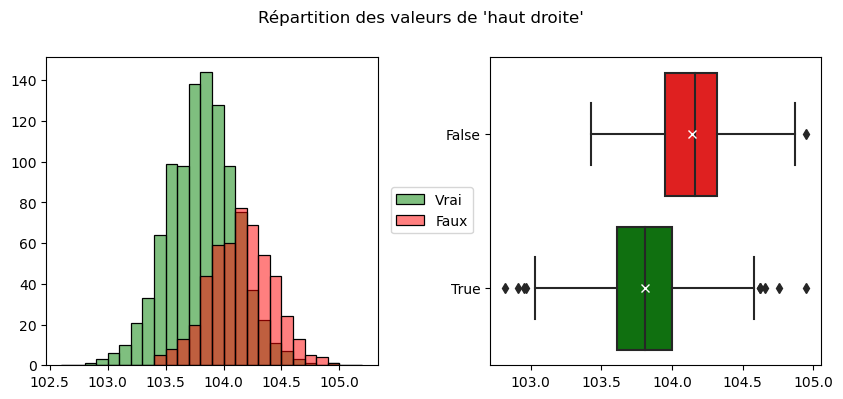 Répartition des valeurs de 'haut droite'
140
120
100
80
60
40
20
0
102.5 103.0 103.5 104.0 104.5 105.0
Vrai
Faux
False
True
103.0 103.5 104.0 104.5 105.0